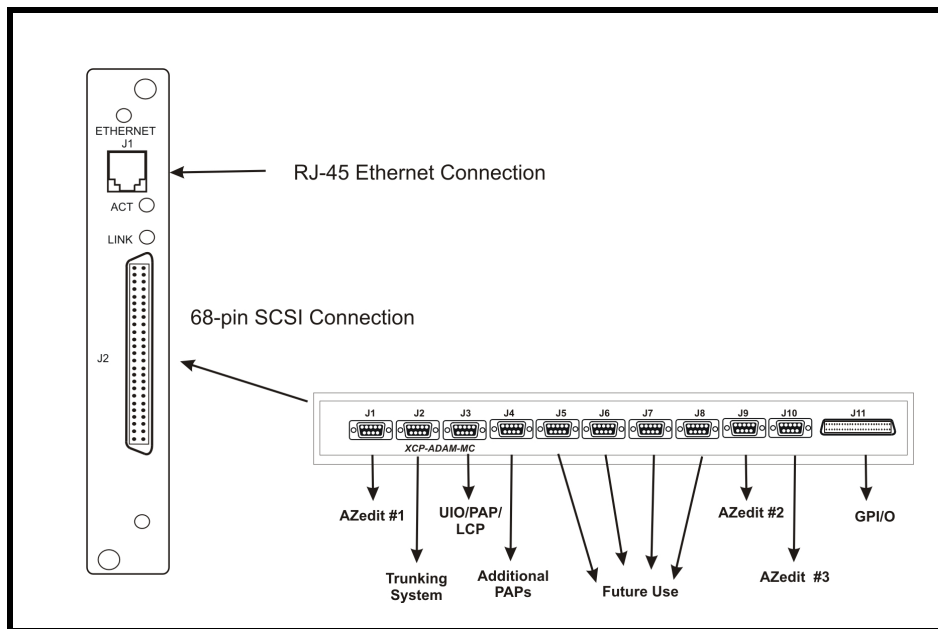 ETHERNET
J1
RJ-45 Ethernet Connection
ACT
LINK
68-pin SCSI Connection
J2
J1 J2 J3 J4 J5 J6 J7 J8 J9 J10 J11
XCP-ADAM-MC
AZedit #1
UIO/PAP/
LCP
AZedit #2
GPI/O
Trunking
System
Additional
PAPs
Future Use
AZedit #3